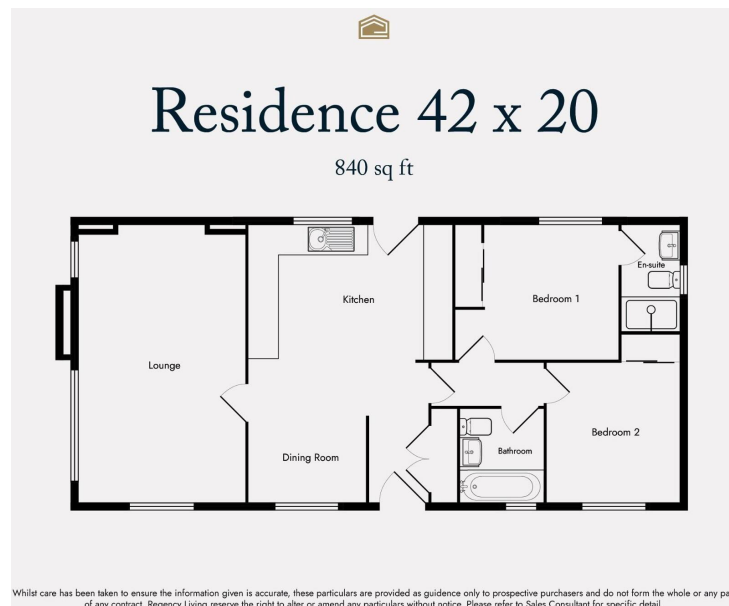 Residence 42 x 20
840 sq ft
En-suite
Kitchen
Bedroom 1
Lounge
Bedroom 2
Bathroom
Dining Room
Whilst care has been taken to ensure the information given is accurate, these particulars are provided as guidance only to prospective purchasers and do not form the whole or any pa
of any contract. Regency Living reserve the right to alter or amend any particulars without notice. Please refer to Sales Consultant for specific detail